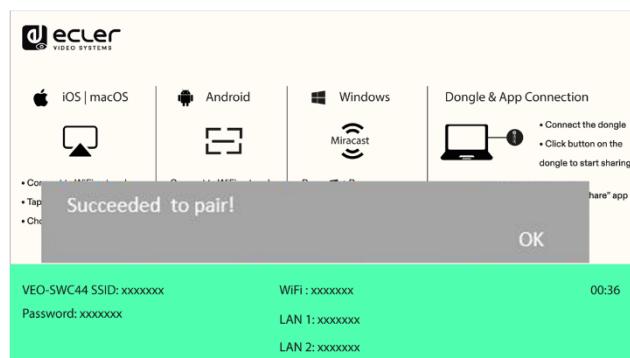 ecler
VIDEO SYSTEMS
iOS | macOS
Android
Windows
Dongle & App Connection
Miracast
• Connect the dongle
• Click button on the
dongle to start sharing
• Tap
Succeeded to pair!
OK
VEO-SWC44 SSID: xxxxxxx
Password: xxxxxxx
WiFi : xxxxxxx
LAN 1: xxxxxxx
LAN 2: xxxxxxx
00:36